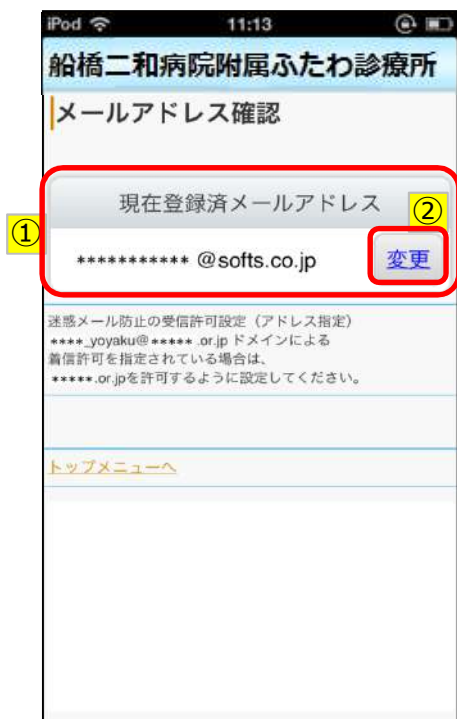 iPod 11:13
船橋二和病院附属ふたわ診療所
メールアドレス確認
現在登録済メールアドレス
①
②
*********** @softs.co.jp 変更
迷惑メール防止の受信許可設定（アドレス指定）
****_yoyaku@***** .or.jp ドメインによる
着信許可を指定されている場合は、
*****.or.jpを許可するように設定してください。
トップメニューへ